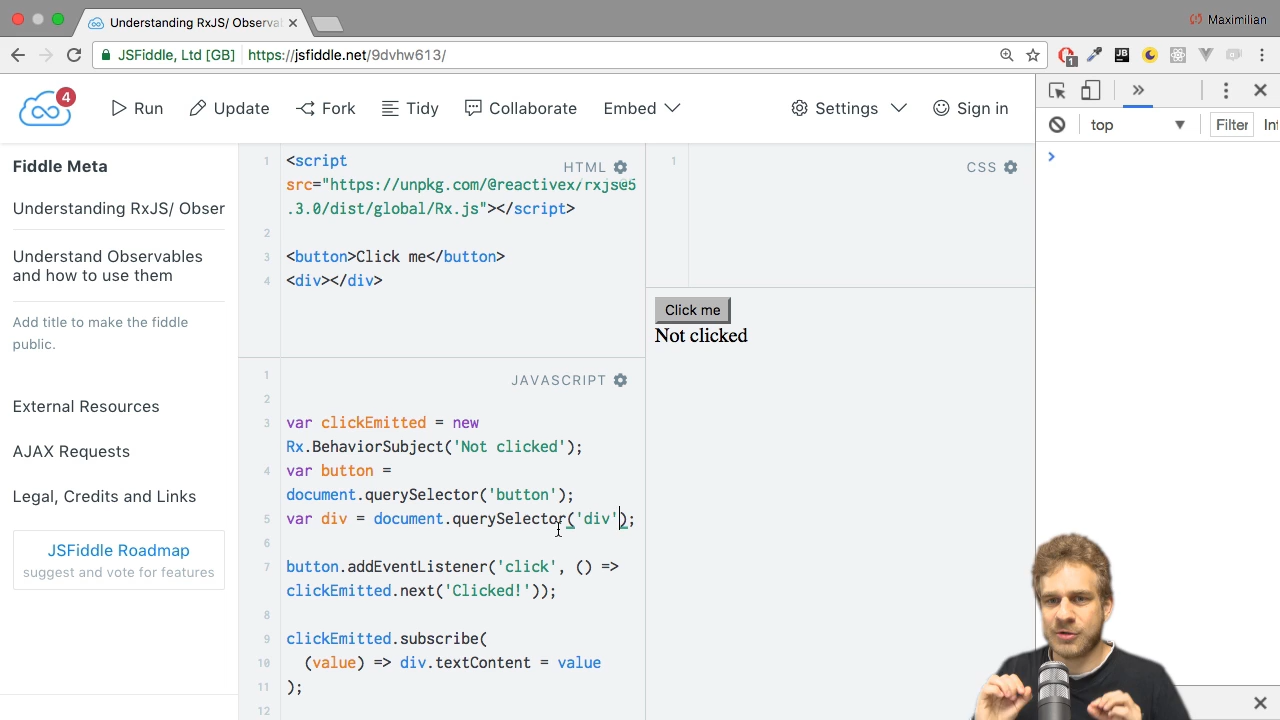 Understanding RxJS/ Observa
Maximilian
JSFiddle, Ltd [GB]
https://jsfiddle.net/9dvhw613/
1
JB
4
Run
Update
Fork
Tidy
Collaborate
Embed
Settings
Sign in
top
Filter
Int
Fiddle Meta
Understanding RxJS/ Obser
Understand Observables
and how to use them
Add title to make the fiddle
public.
External Resources
AJAX Requests
Legal, Credits and Links
JSFiddle Roadmap
suggest and vote for features
HTML
1 <script
src="https://unpkg.com/@reactivex/rxjs@5
.3.0/dist/global/Rx.js"></script>
2
3 <button>Click me</button>
4 <div></div>
CSS
1
JAVASCRIPT
1
2
3 var clickEmitted = new
Rx.BehaviorSubject('Not clicked');
4 var button =
document.querySelector('button');
5 var div = document.querySelector('div');
6
7 button.addEventListener('click', () =>
clickEmitted.next('Clicked!'));
8
9 clickEmitted.subscribe(
10 (value) => div.textContent = value
11 );
12
Click me
Not clicked